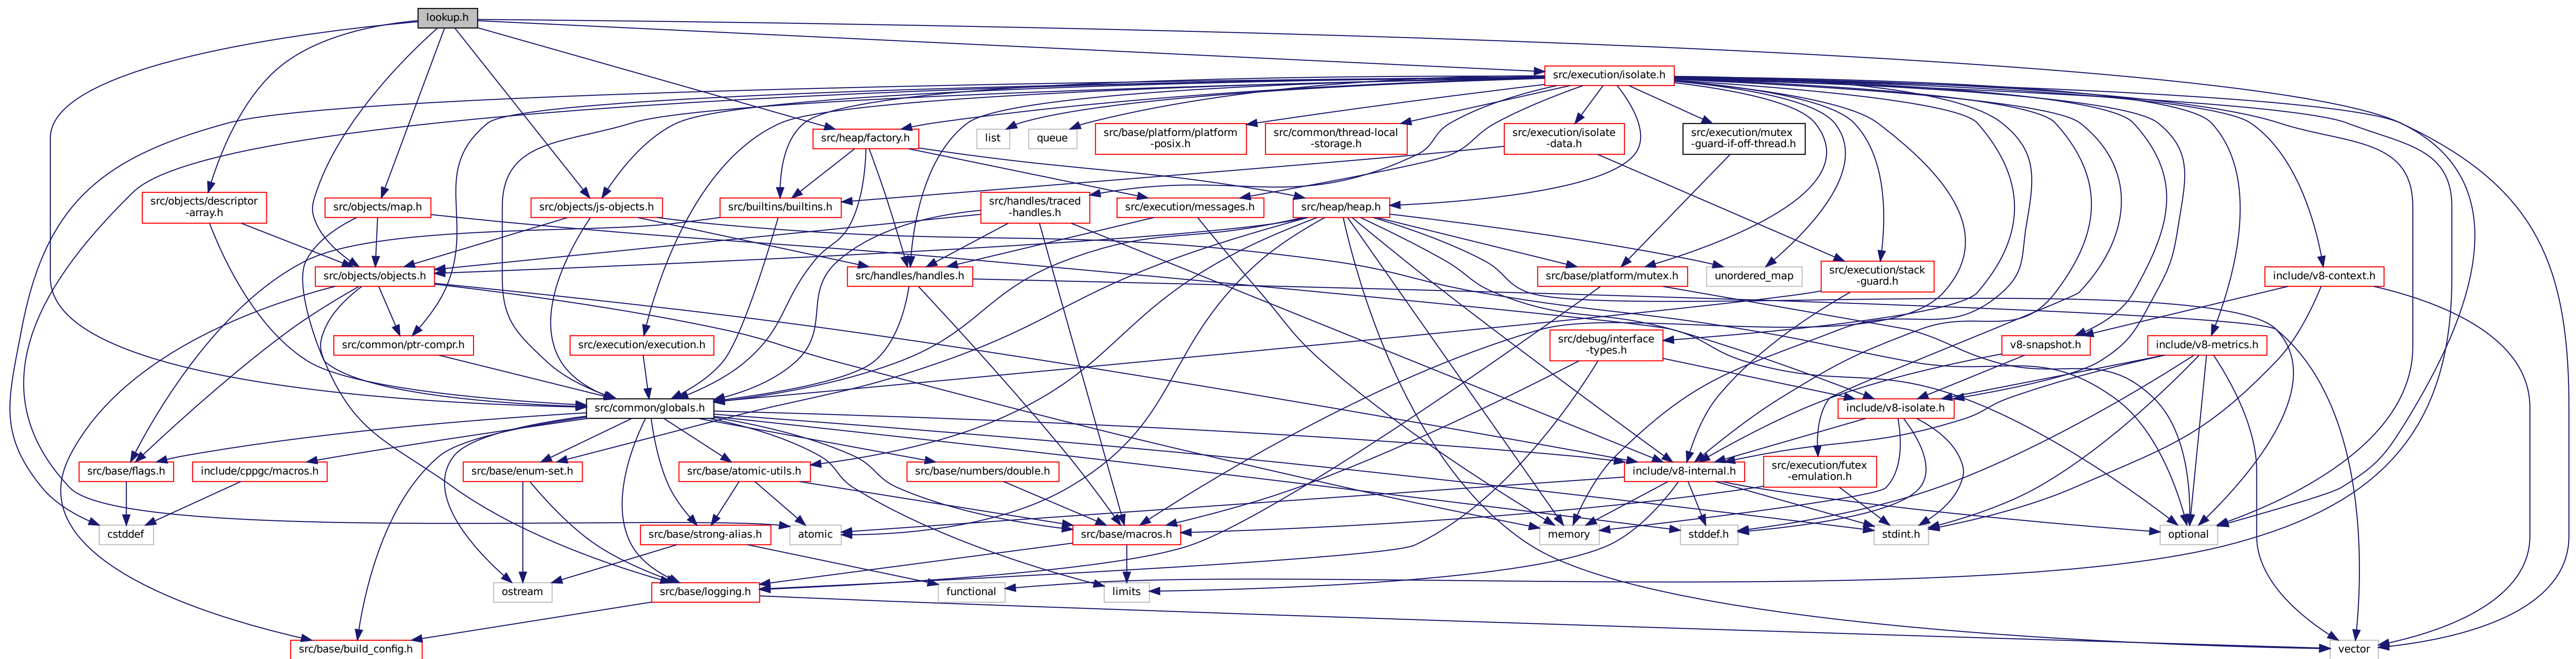 lookup.h
src/execution/isolate.h
src/heap/factory.h
list
queue
src/base/platform/platform
-posix.h
src/common/thread-local
-storage.h
src/execution/isolate
-data.h
src/execution/mutex
-guard-if-off-thread.h
src/objects/descriptor
-array.h
src/objects/map.h
src/objects/js-objects.h
src/builtins/builtins.h
src/handles/traced
-handles.h
src/execution/messages.h
src/heap/heap.h
src/objects/objects.h
src/handles/handles.h
src/base/platform/mutex.h
unordered_map
src/execution/stack
-guard.h
include/v8-context.h
src/common/ptr-compr.h
src/execution/execution.h
src/debug/interface
-types.h
v8-snapshot.h
include/v8-metrics.h
src/common/globals.h
include/v8-isolate.h
src/base/flags.h
include/cppgc/macros.h
src/base/enum-set.h
src/base/atomic-utils.h
src/base/numbers/double.h
include/v8-internal.h
src/execution/futex
-emulation.h
cstddef
src/base/strong-alias.h
atomic
src/base/macros.h
memory
stddef.h
stdint.h
optional
ostream
src/base/logging.h
functional
limits
src/base/build_config.h
vector